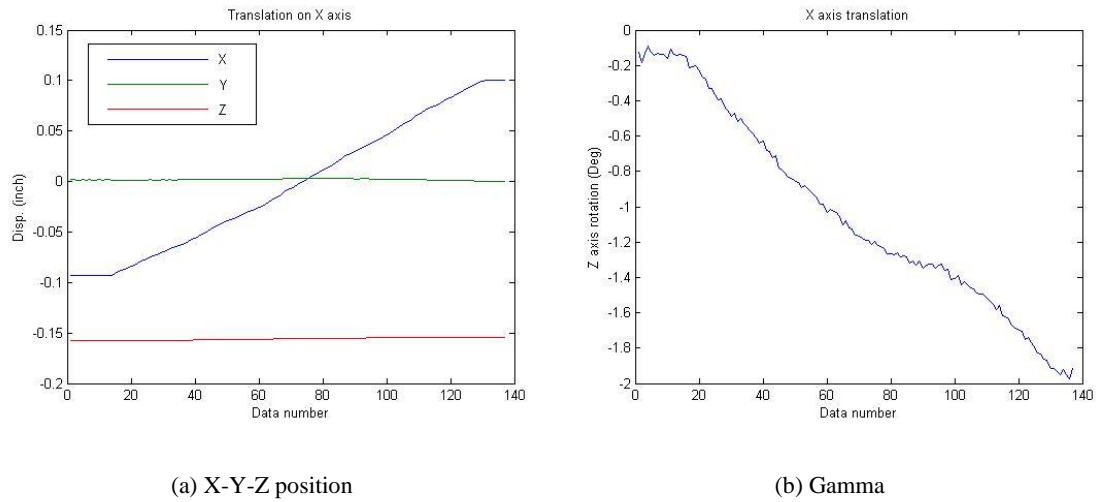 Translation on X axis
0.15
0.1
0.05
0
-0.05
-0.1
-0.15
-0.2
Disp. (inch)
X
Y
Z
0 20 40 60 80 100 120 140
Data number
(a) X-Y-Z position
X axis translation
0
-0.2
-0.4
-0.6
-0.8
-1
-1.2
-1.4
-1.6
-1.8
-2
Z axis rotation (Deg)
0 20 40 60 80 100 120 140
Data number
(b) Gamma